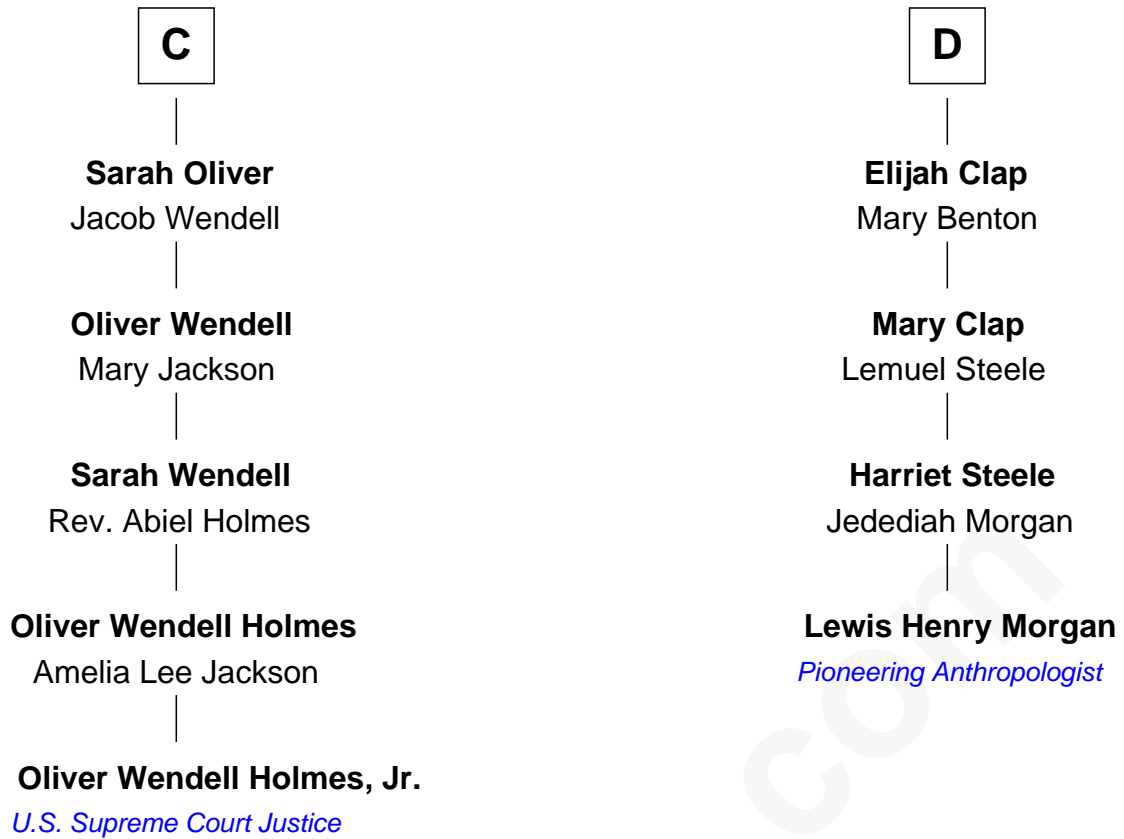 C
Sarah Oliver
Jacob Wendell
Oliver Wendell
Mary Jackson
Sarah Wendell
Rev. Abiel Holmes
Oliver Wendell Holmes
Amelia Lee Jackson
Oliver Wendell Holmes, Jr.
U.S. Supreme Court Justice
D
Elijah Clap
Mary Benton
Mary Clap
Lemuel Steele
Harriet Steele
Jedediah Morgan
Lewis Henry Morgan
Pioneering Anthropologist
com